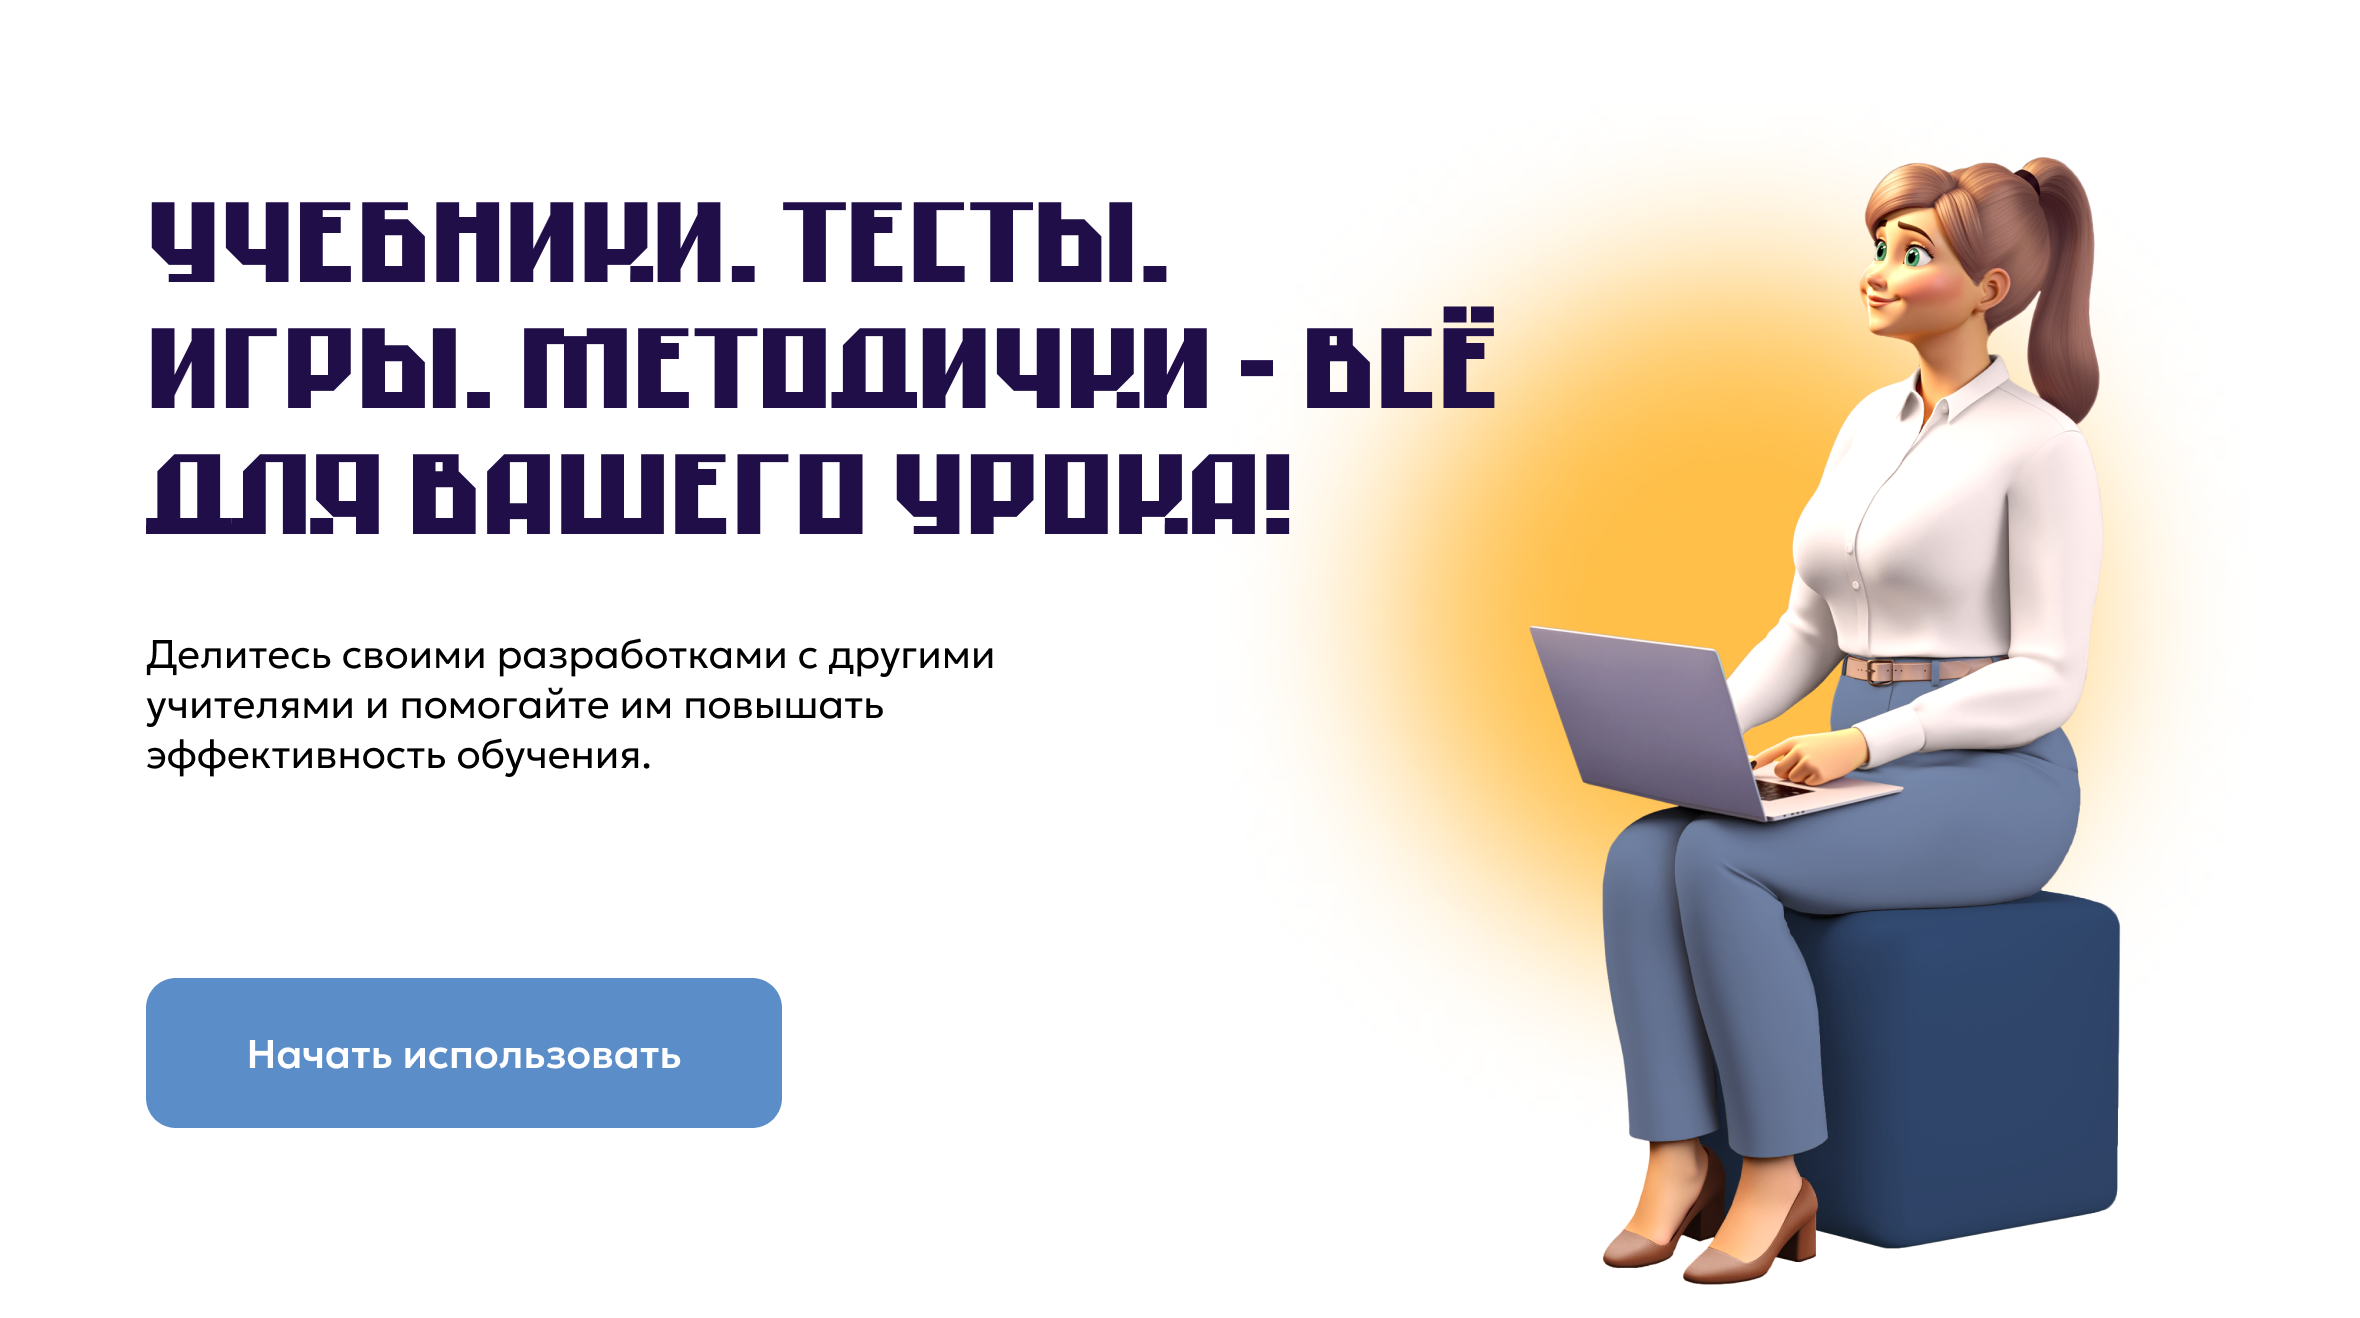 УЧЕБНИКИ. ТЕСТЫ.
ИГРЫ. МЕТОДИЧКИ - ВСЁ
ДЛЯ ВАШЕГО УРОКА!
Делитесь своими разработками с другими
учителями и помогайте им повышать
эффективность обучения.
Начать использовать